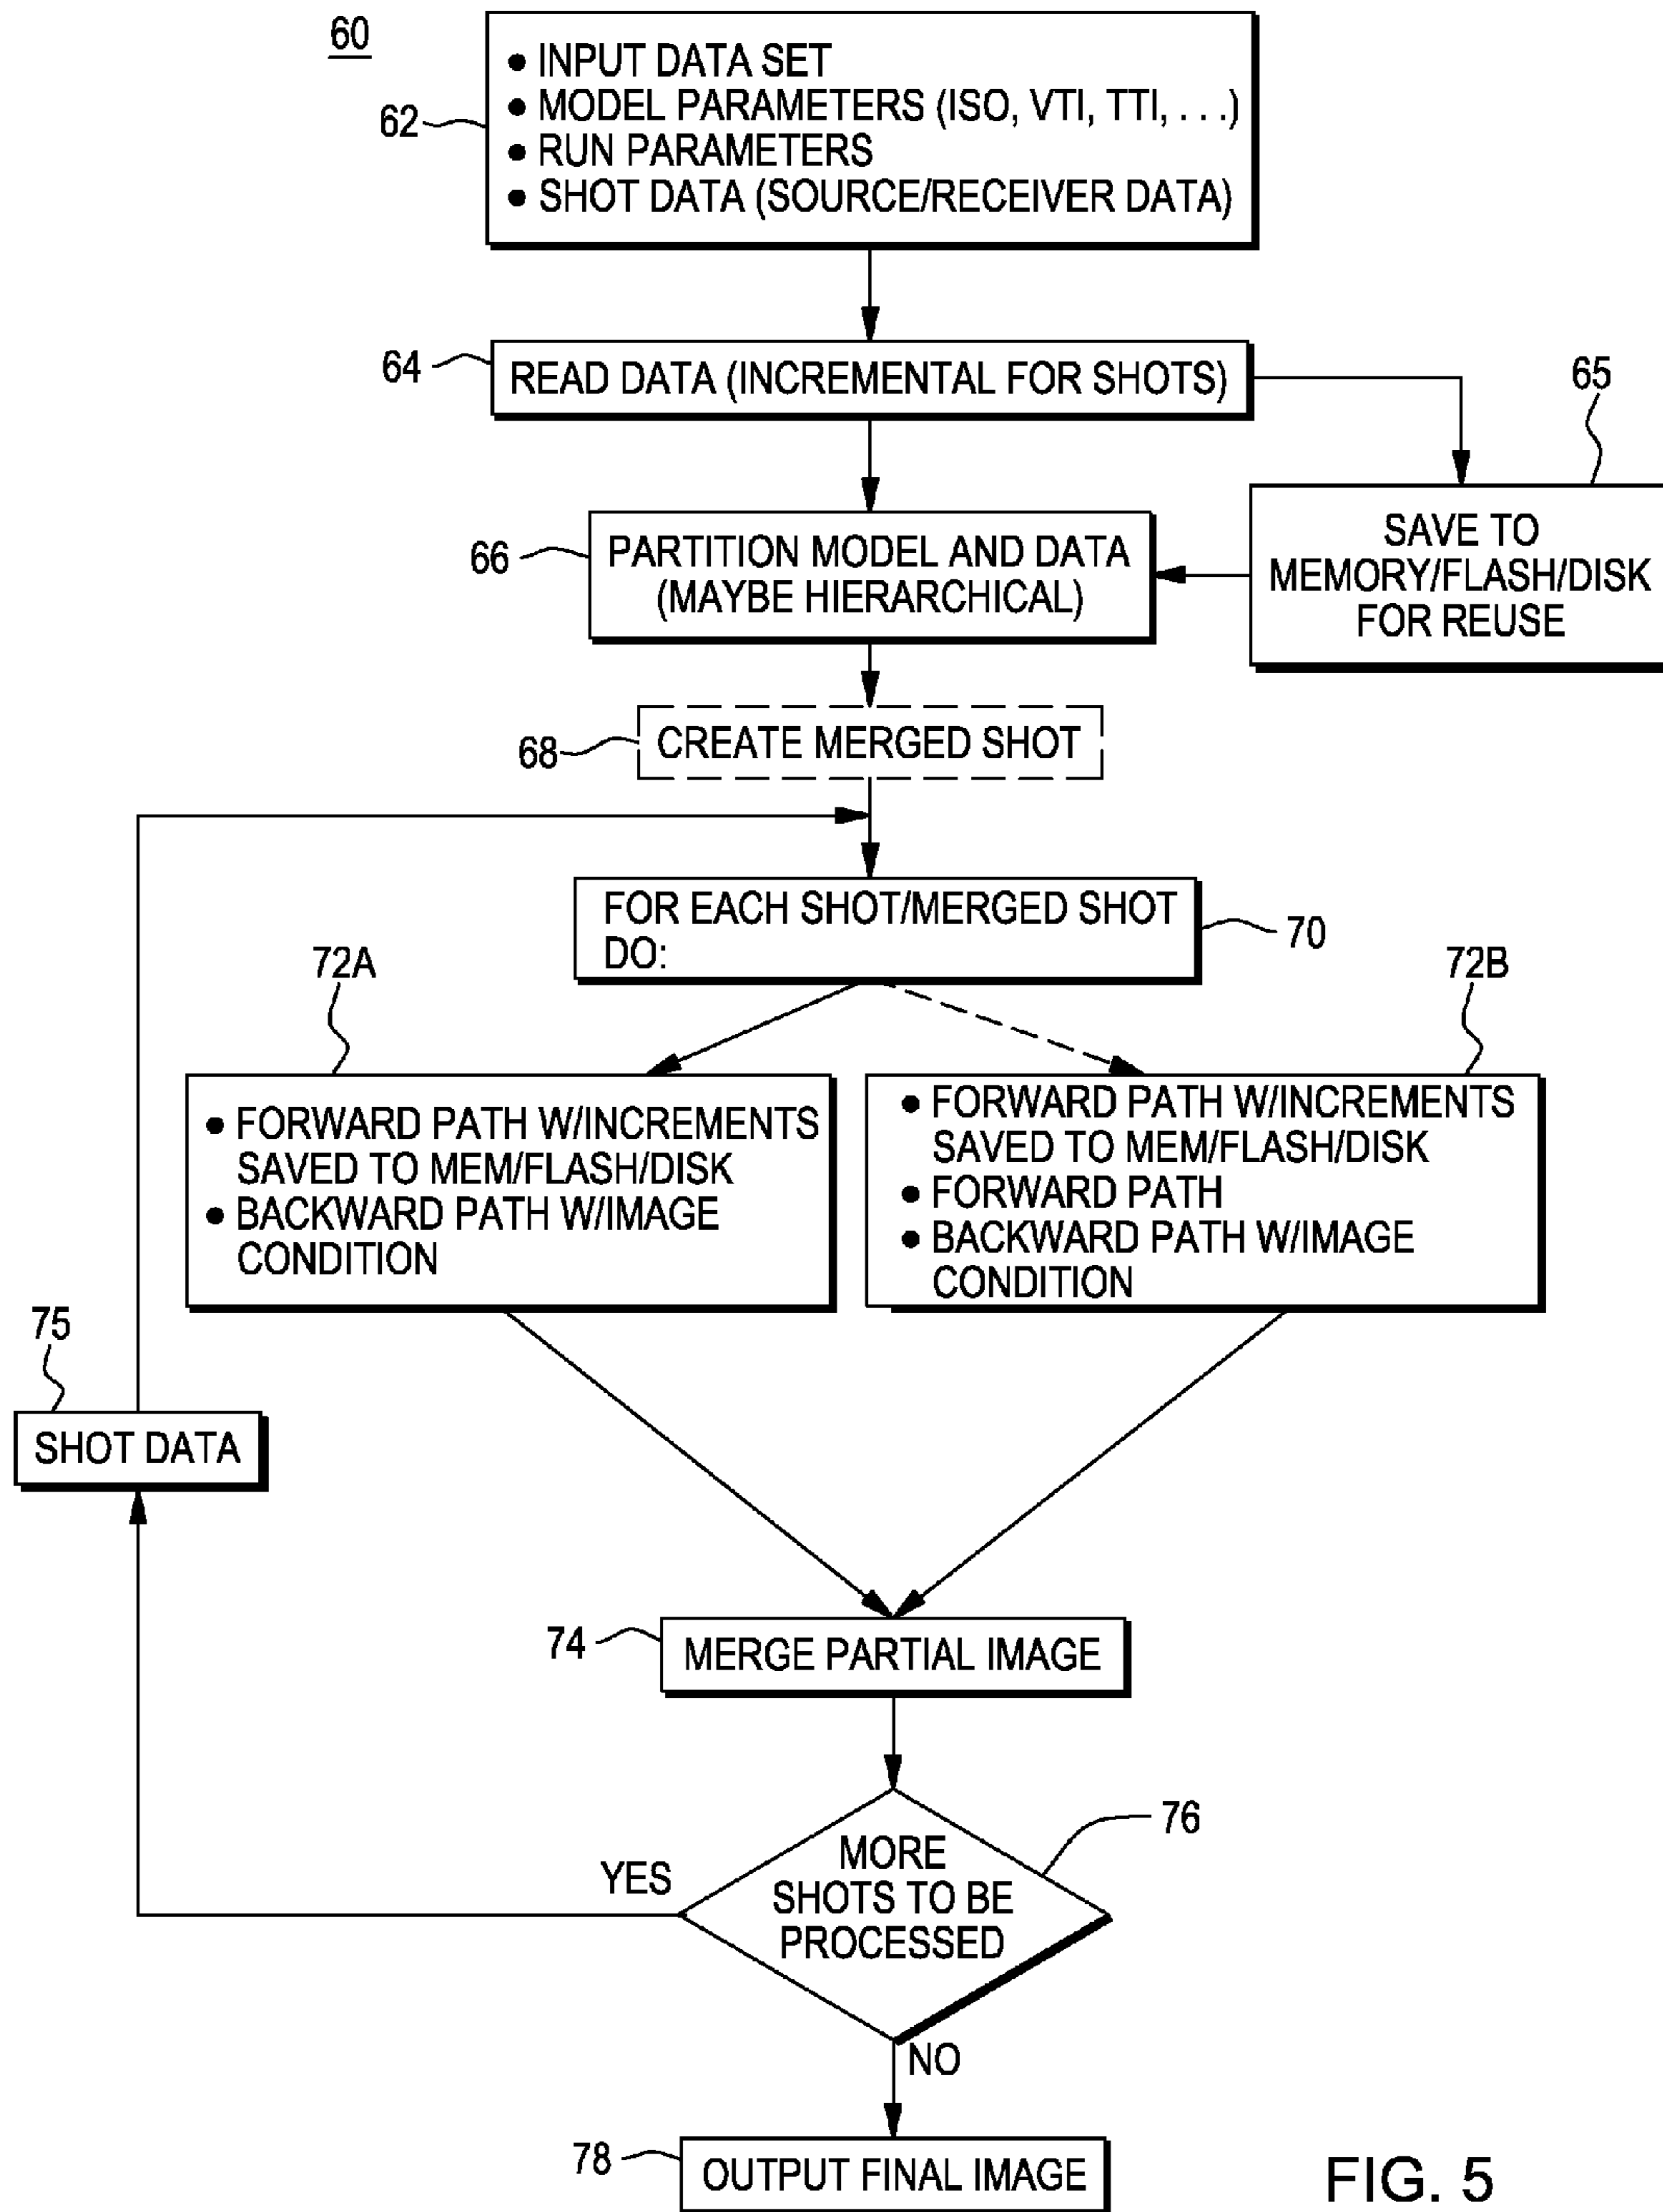 60
62
• INPUT DATA SET
• MODEL PARAMETERS (ISO, VTI, TTI, . . .)
• RUN PARAMETERS
• SHOT DATA (SOURCE/RECEIVER DATA)
64
READ DATA (INCREMENTAL FOR SHOTS)
65
SAVE TO
MEMORY/FLASH/DISK
FOR REUSE
66
PARTITION MODEL AND DATA
(MAYBE HIERARCHICAL)
68
CREATE MERGED SHOT
FOR EACH SHOT/MERGED SHOT
DO:
70
72A
• FORWARD PATH W/INCREMENTS
SAVED TO MEM/FLASH/DISK
• BACKWARD PATH W/IMAGE
CONDITION
72B
• FORWARD PATH W/INCREMENTS
SAVED TO MEM/FLASH/DISK
• FORWARD PATH
• BACKWARD PATH W/IMAGE
CONDITION
75
SHOT DATA
74
MERGE PARTIAL IMAGE
76
MORE
SHOTS TO BE
PROCESSED
YES
NO
78
OUTPUT FINAL IMAGE
FIG. 5